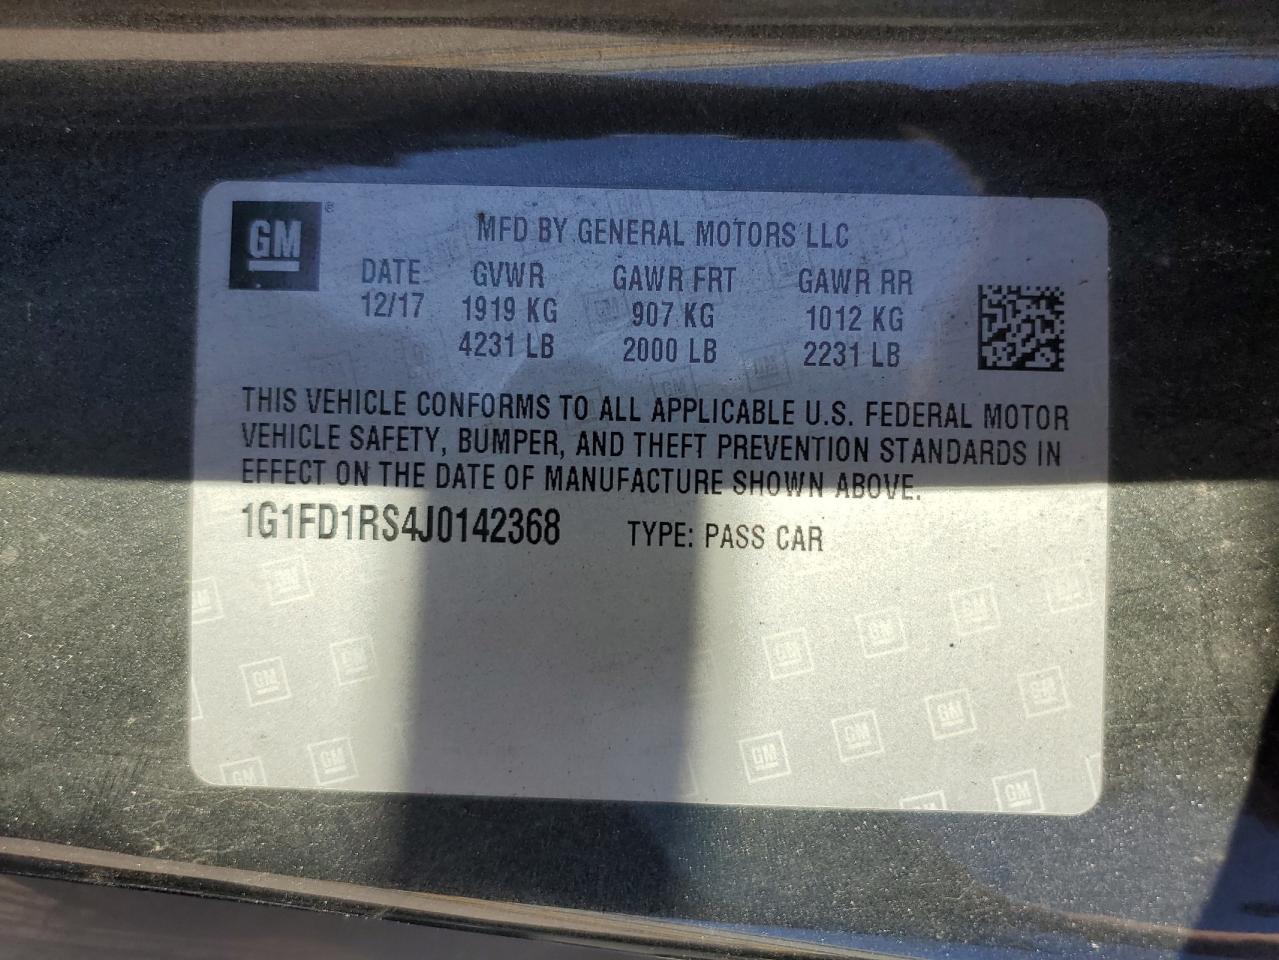 GM ®
MFD BY GENERAL MOTORS LLC
DATE GVWR GAWR FRT GAWR RR
12/17 1919 KG 907 KG 1012 KG
4231 LB 2000 LB 2231 LB
THIS VEHICLE CONFORMS TO ALL APPLICABLE U.S. FEDERAL MOTOR
VEHICLE SAFETY, BUMPER, AND THEFT PREVENTION STANDARDS IN
EFFECT ON THE DATE OF MANUFACTURE SHOWN ABOVE.
1G1FD1RS4J0142368 TYPE: PASS CAR